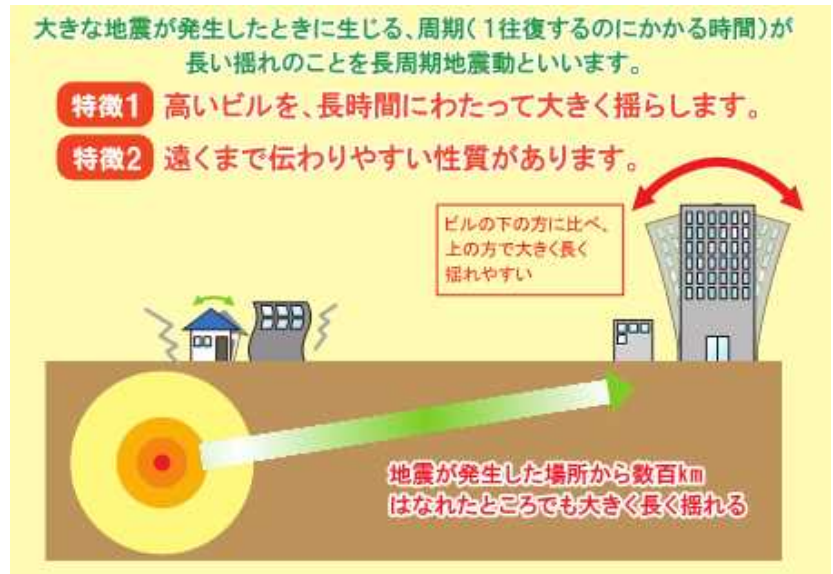 大きな地震が発生したときに生じる、周期(1往復するのにかかる時間)が
長い揺れのことを長周期地震動といいます。
特徴1 高いビルを、長時間にわたって大きく揺らします。
特徴2 遠くまで伝わりやすい性質があります。
ビルの下の方に比べ、
上の方で大きく長く
揺れやすい
地震が発生した場所から数百km
はなれたところでも大きく長く揺れる